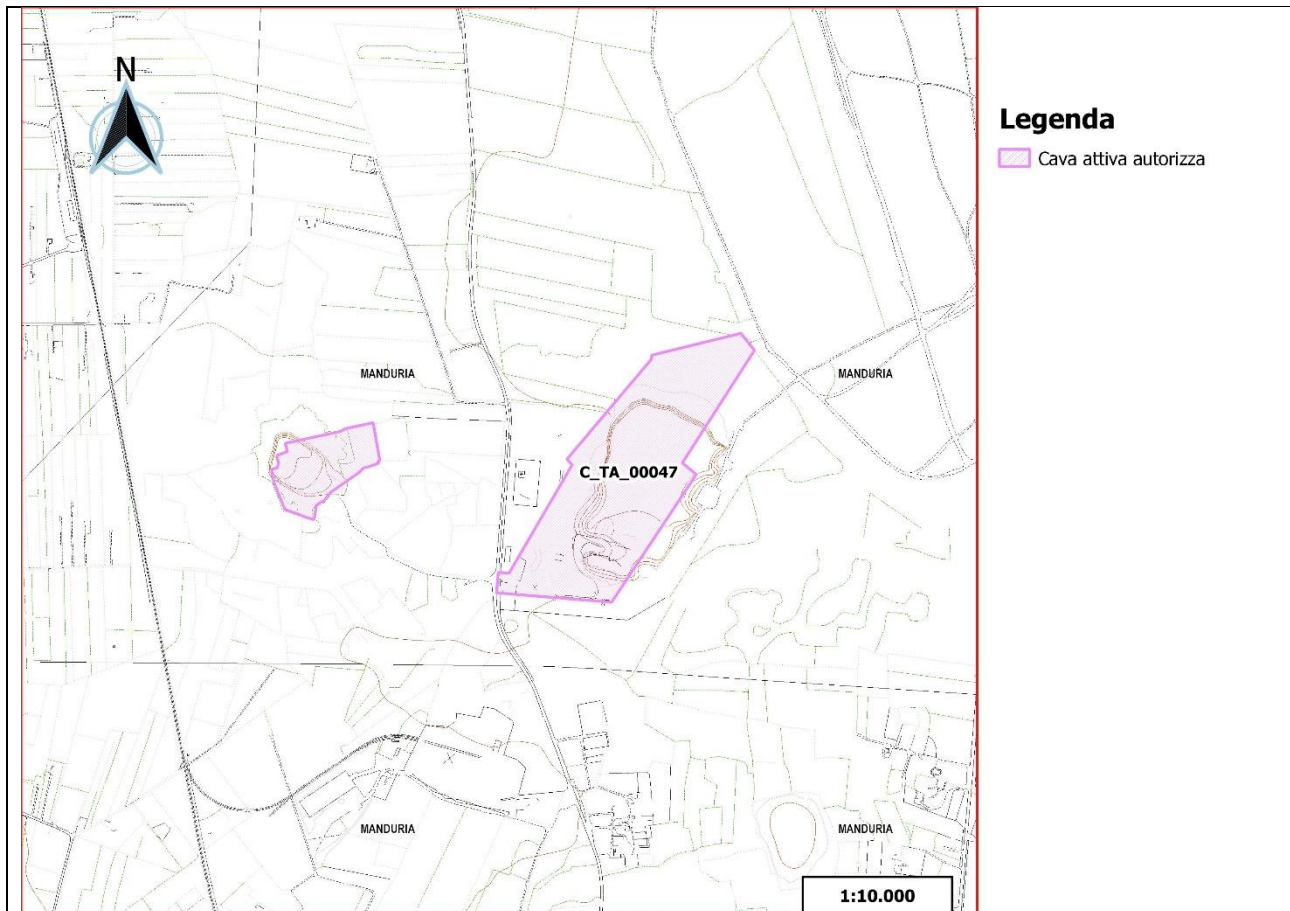 N
Legenda
Cava attiva autorizza
MANDURIA
MANDURIA
C_TA_00047
MANDURIA
MANDURIA
1:10.000